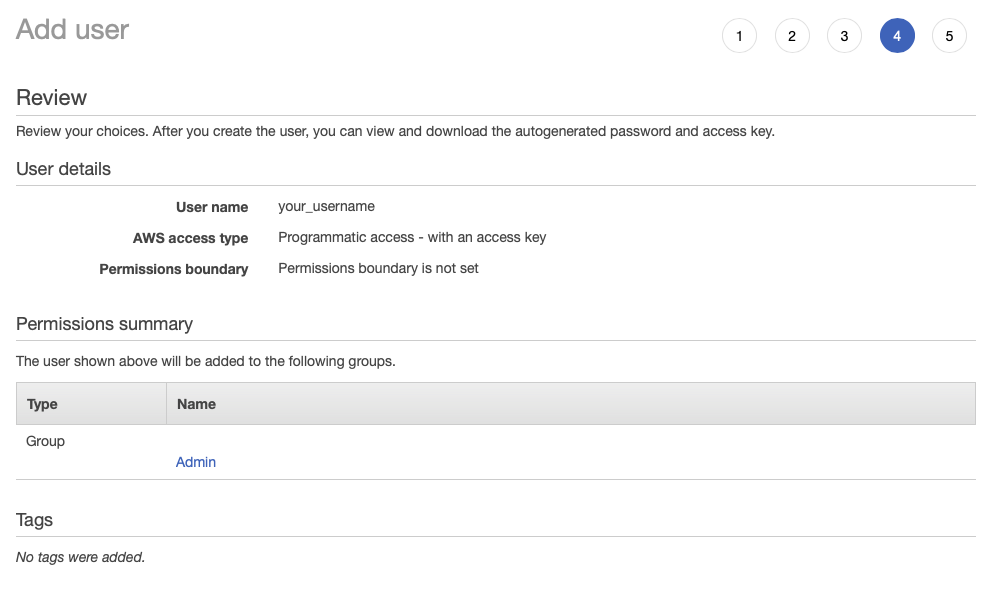 Add user
1 2 3 4 5
Review
Review your choices. After you create the user, you can view and download the autogenerated password and access key.
User details
User name your_username
AWS access type Programmatic access - with an access key
Permissions boundary Permissions boundary is not set
Permissions summary
The user shown above will be added to the following groups.
Type Name
Group
Admin
Tags
No tags were added.